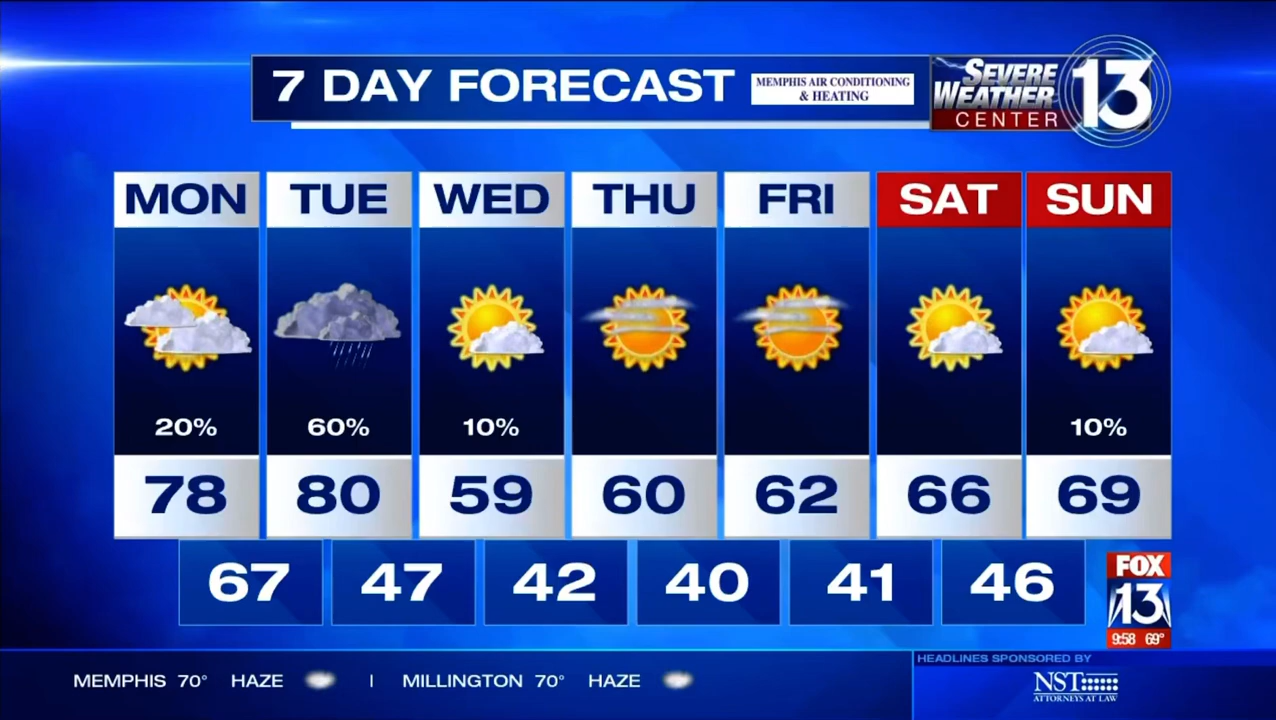 7 DAY FORECAST
MEMPHIS AIR CONDITIONING
& HEATING
SEVERE
WEATHER
CENTER
13
MON TUE WED THU FRI SAT SUN
20% 60% 10% 10%
78 80 59 60 62 66 69
67 47 42 40 41 46
FOX
13
9:58 69°
MEMPHIS 70° HAZE | MILLINGTON 70° HAZE
HEADLINES SPONSORED BY
NST
ATTORNEYS AT LAW